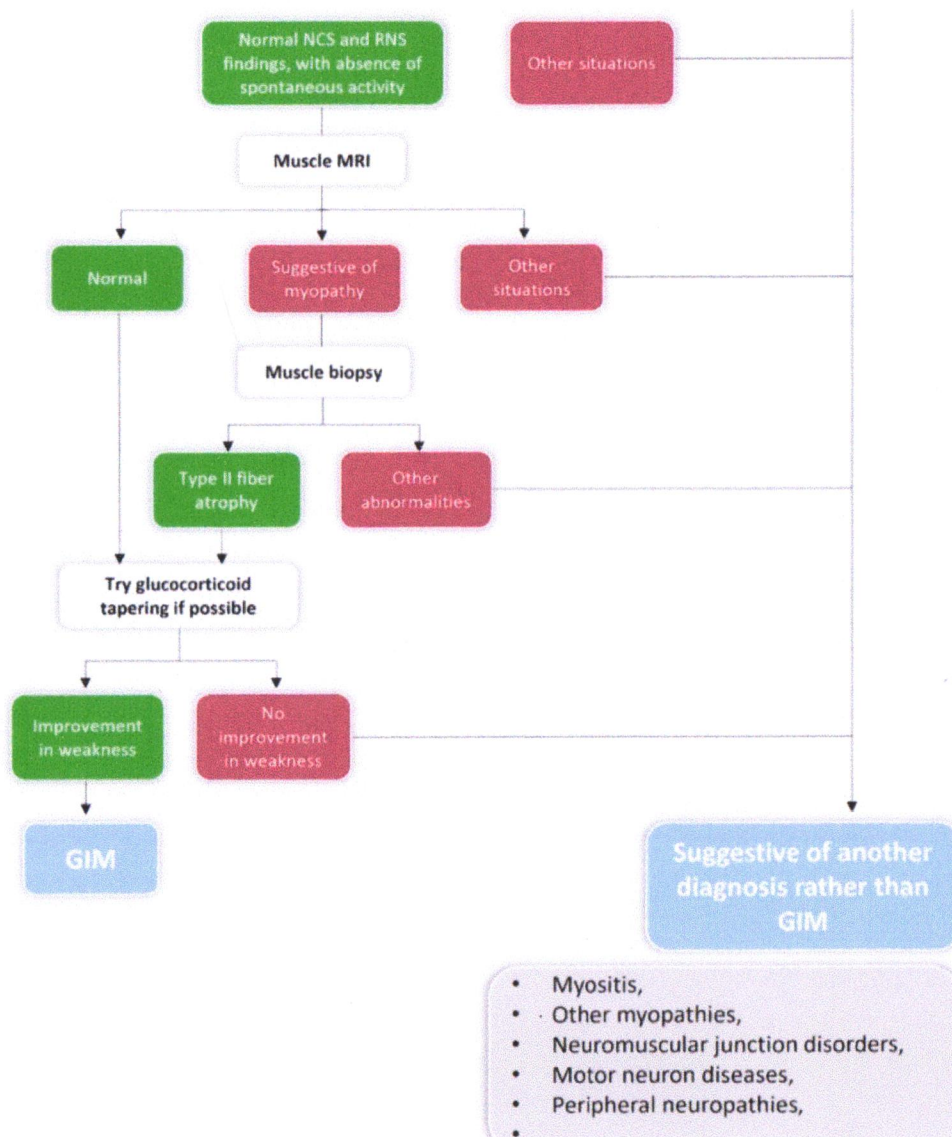 Normal NCS and RNS
findings, with absence of
spontaneous activity
Other situations
Muscle MRI
Normal
Suggestive of
myopathy
Other
situations
Muscle biopsy
Type II fiber
atrophy
Other
abnormalities
Try glucocorticoid
tapering if possible
Improvement
in weakness
No
improvement
in weakness
GIM
Suggestive of another
diagnosis rather than
GIM
• Myositis,
• Other myopathies,
• Neuromuscular junction disorders,
• Motor neuron diseases,
• Peripheral neuropathies,
•